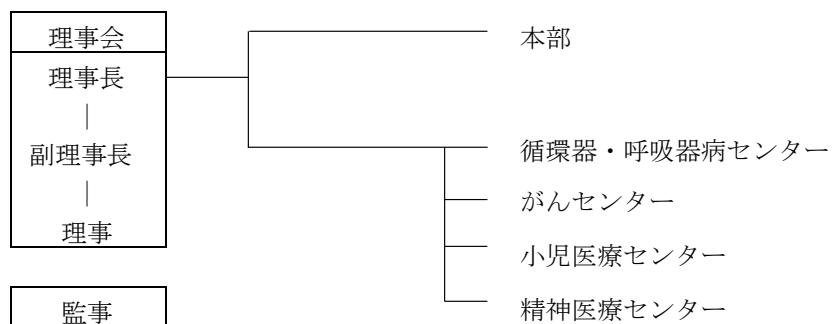 理事会
理事長
|
副理事長
|
理事
監事
本部
循環器・呼吸器病センター
がんセンター
小児医療センター
精神医療センター